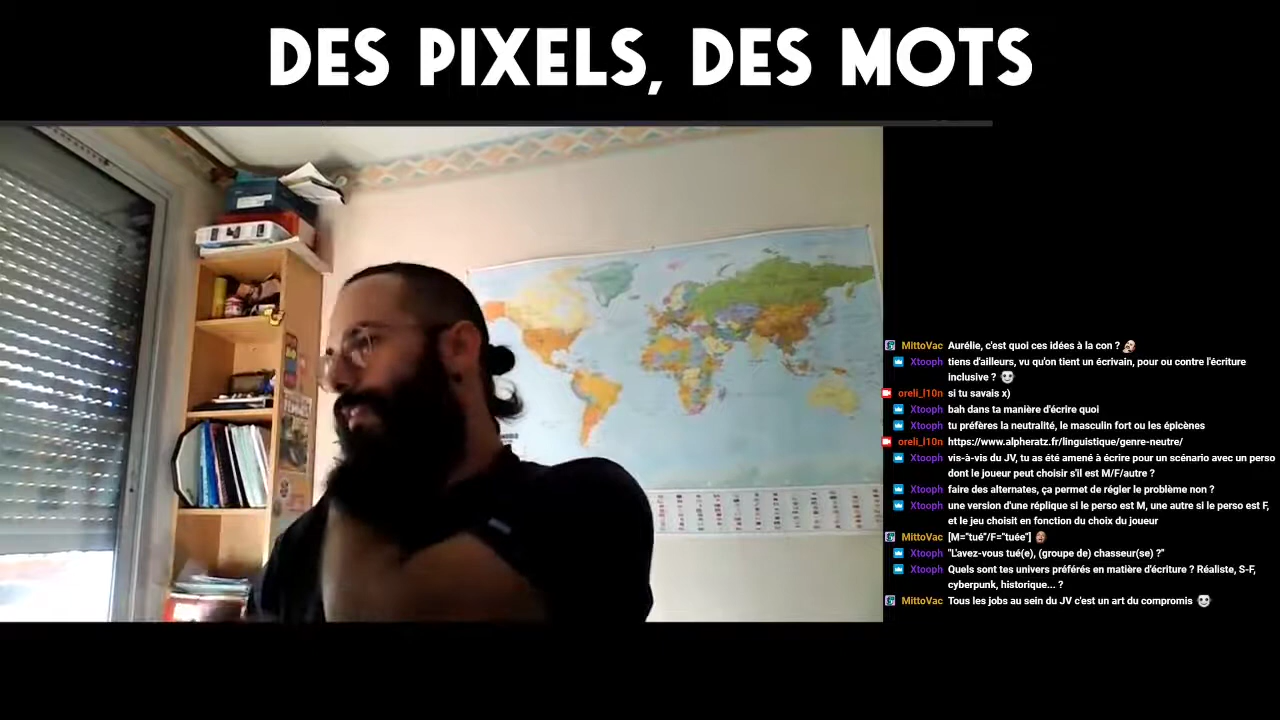 DES PIXELS, DES MOTS
MittoVac Aurélie, c'est quoi ces idées à la con ?
Xtooph tiens d'ailleurs, vu qu'on tient un écrivain, pour ou contre l'écriture
inclusive ?
oreli_l10n si tu savais x)
Xtooph bah dans ta manière d'écrire quoi
Xtooph tu préfères la neutralité, le masculin fort ou les épicènes
oreli_l10n https://www.alpheratz.fr/linguistique/genre-neutre/
Xtooph vis-à-vis du JV, tu as été amené à écrire pour un scénario avec un perso
dont le joueur peut choisir s'il est M/F/autre ?
Xtooph faire des alternates, ça permet de régler le problème non ?
Xtooph une version d'une réplique si le perso est M, une autre si le perso est F,
et le jeu choisit en fonction du choix du joueur
MittoVac [M="tué"/F="tuée"]
Xtooph "L'avez-vous tué(e), (groupe de) chasseur(se) ?"
Xtooph Quels sont tes univers préférés en matière d'écriture ? Réaliste, S-F,
cyberpunk, historique... ?
MittoVac Tous les jobs au sein du JV c'est un art du compromis